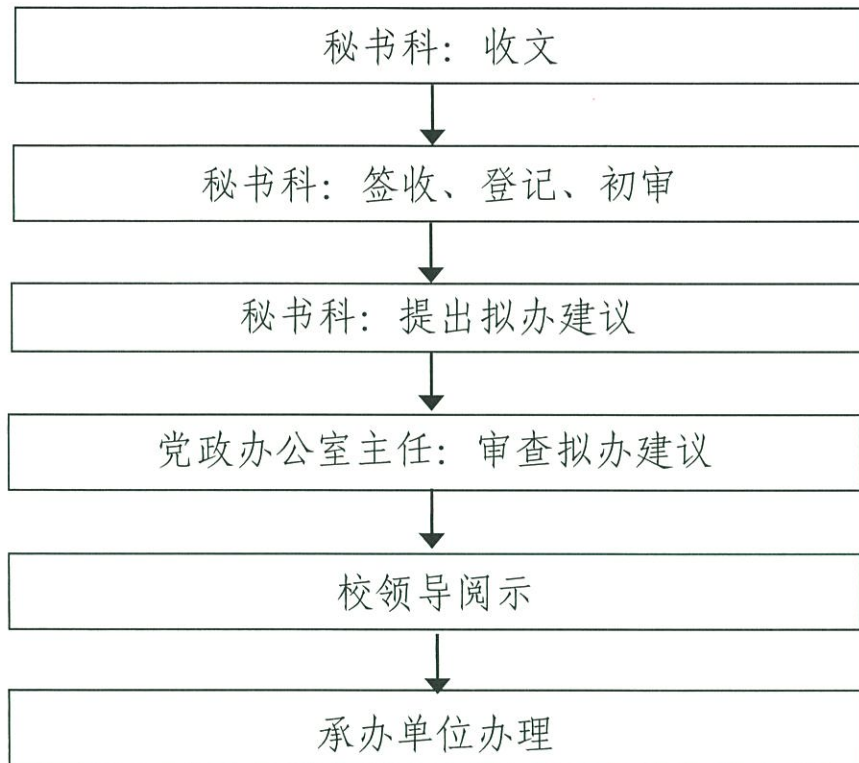 秘书科：收文
秘书科：签收、登记、初审
秘书科：提出拟办建议
党政办公室主任：审查拟办建议
校领导阅示
承办单位办理